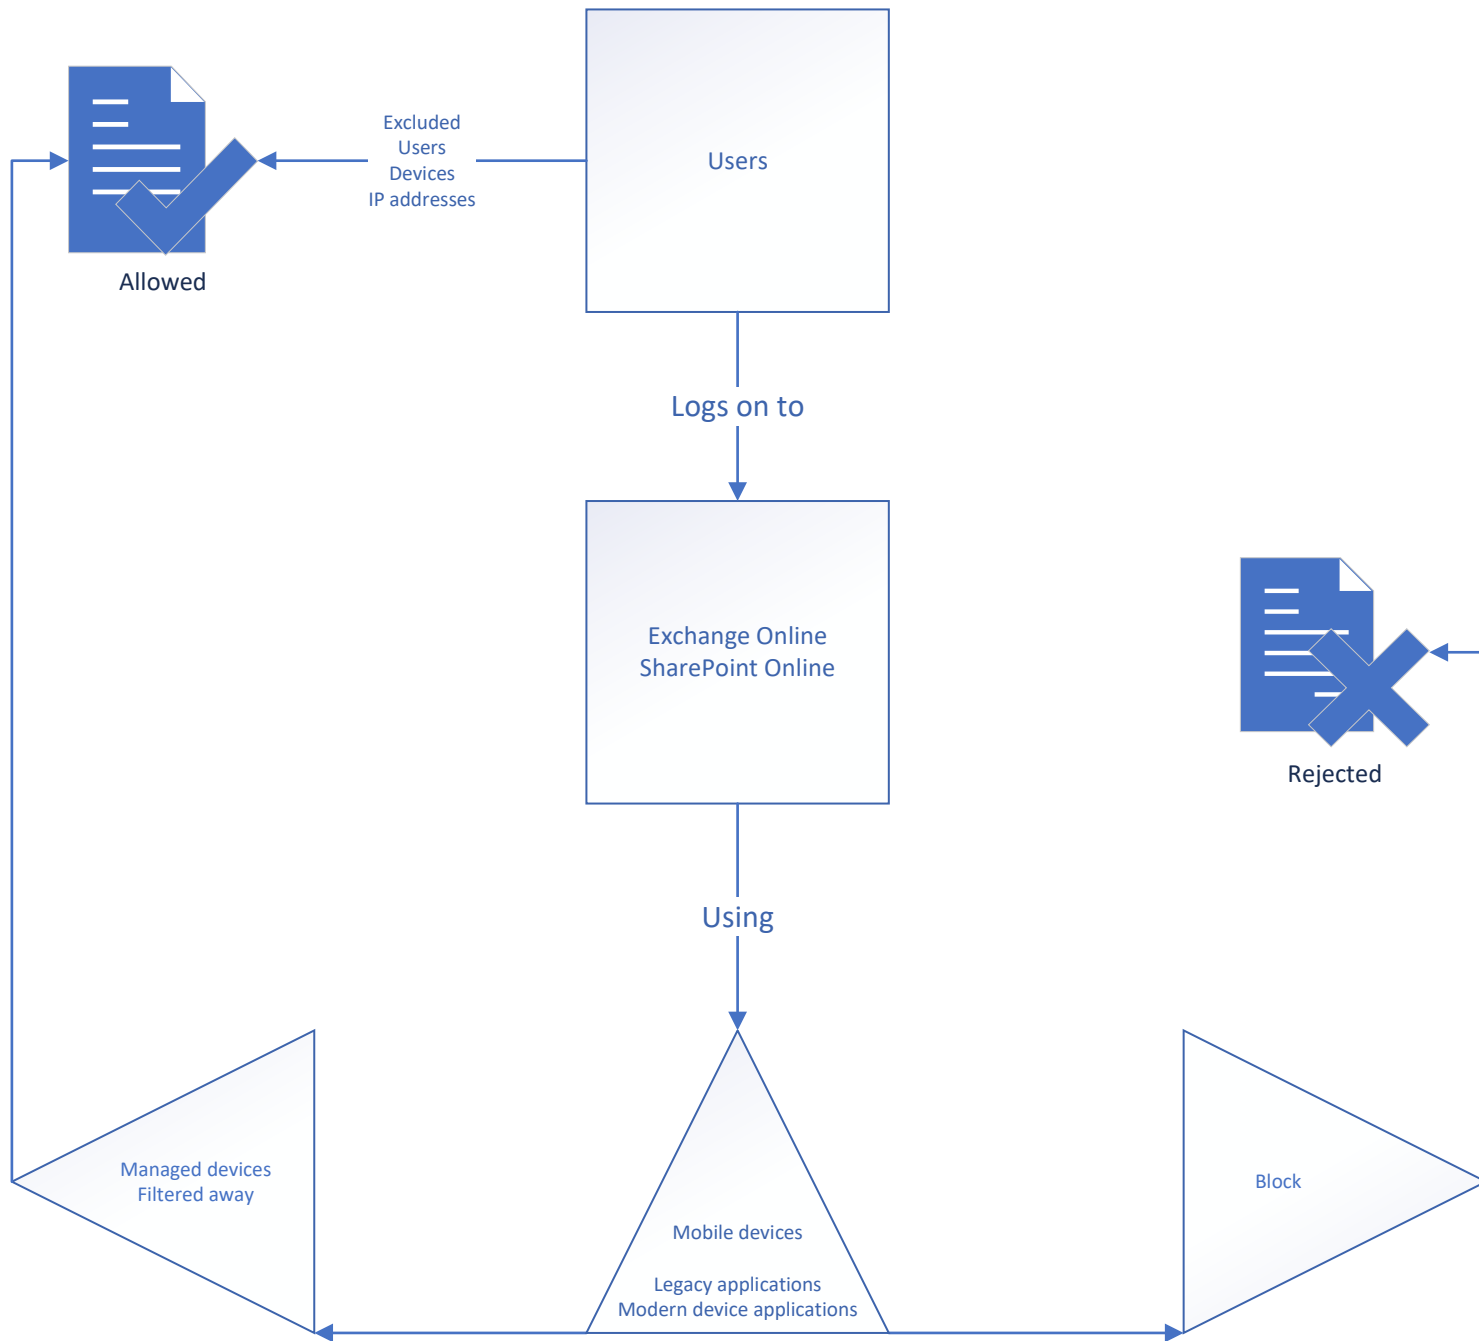 Excluded
Users
Devices
IP addresses
Users
Allowed
Logs on to
Exchange Online
SharePoint Online
Rejected
Using
Managed devices
Filtered away
Block
Mobile devices
Legacy applications
Modern device applications